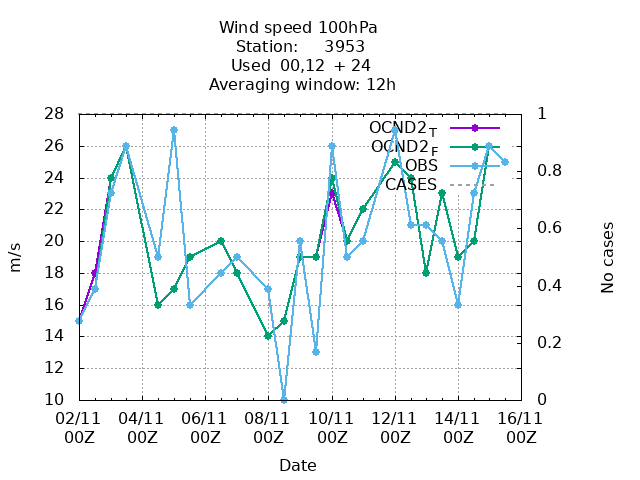 Wind speed 100hPa
Station: 3953
Used 00,12 + 24
Averaging window: 12h
28
26
24
22
20
18
16
14
12
10
m/s
1
0.8
0.6
0.4
0.2
0
No cases
OCND2T
OCND2F
OBS
CASES
02/11 04/11 06/11 08/11 10/11 12/11 14/11 16/11
00Z 00Z 00Z 00Z 00Z 00Z 00Z 00Z
Date